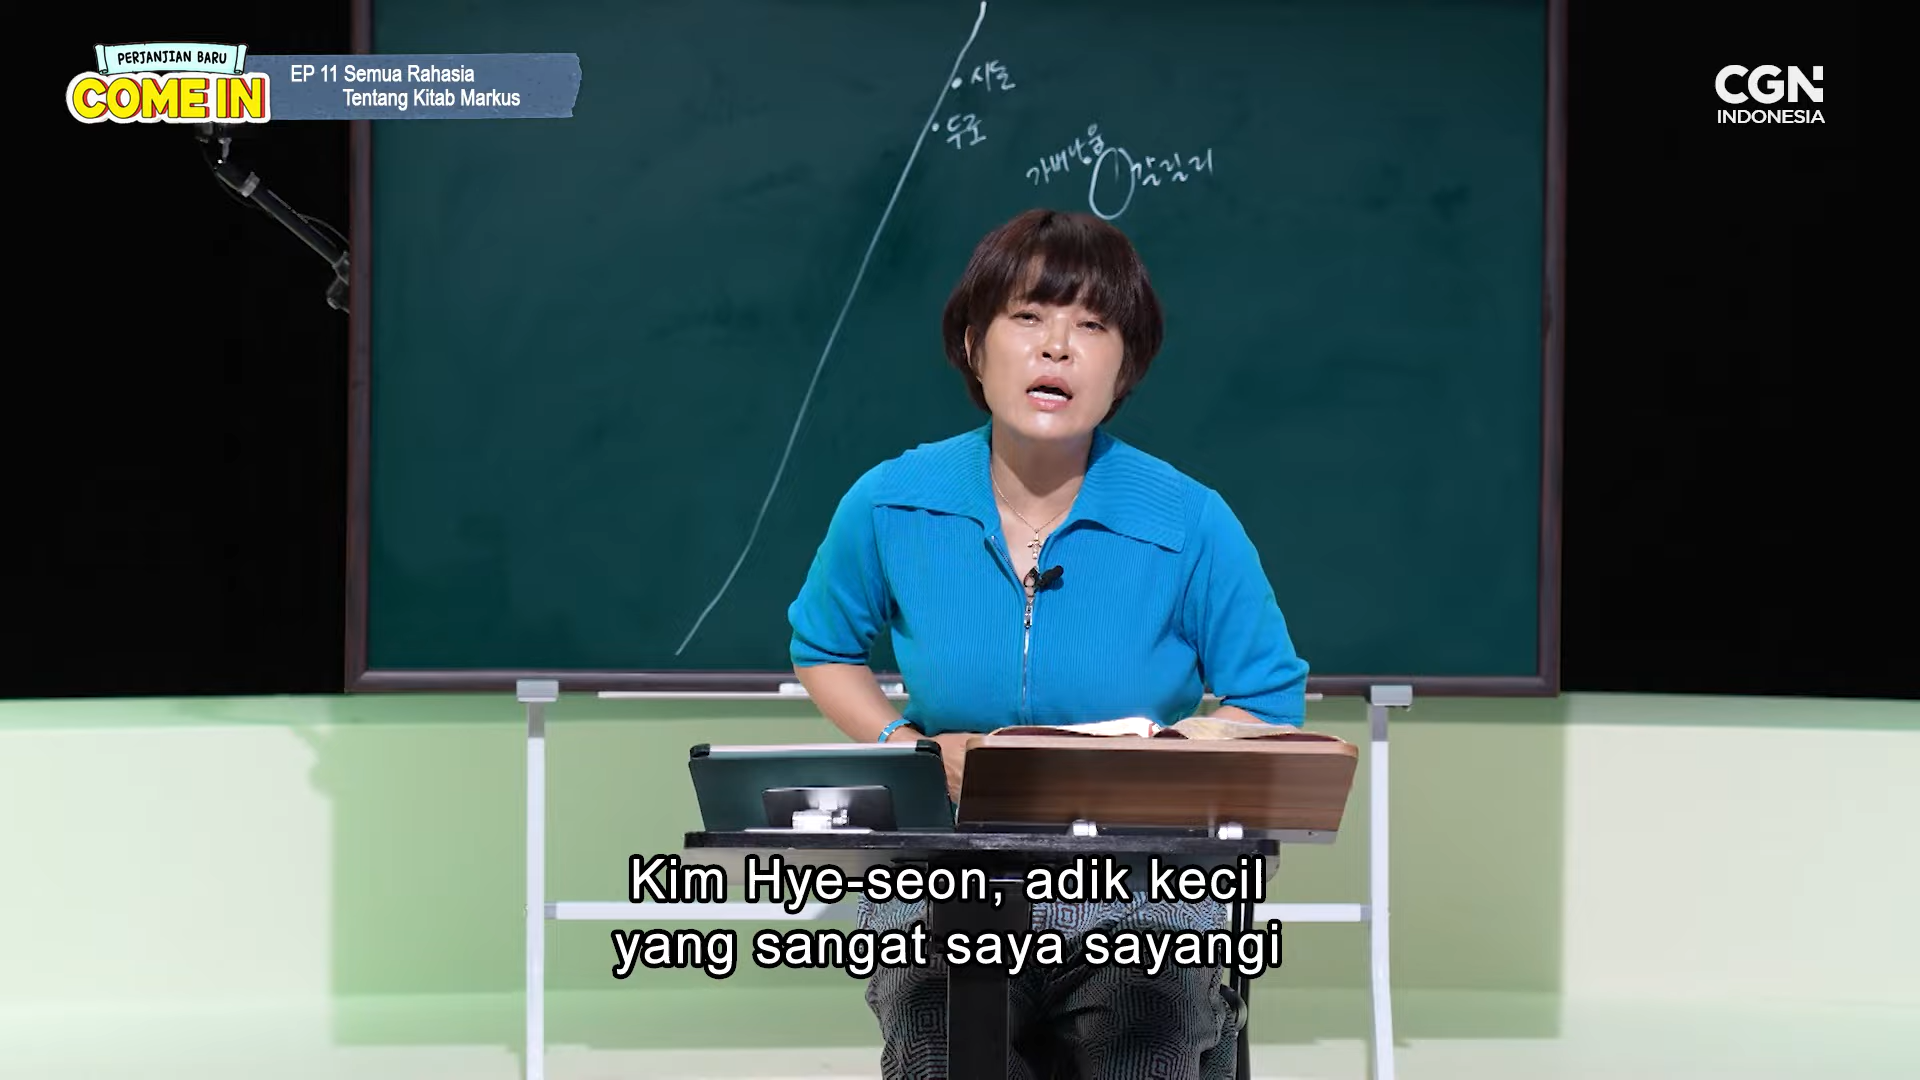 PERJANJIAN BARU
COME IN
EP 11 Semua Rahasia
Tentang Kitab Markus
CGN
INDONESIA
시돈
두로
가버나움
갈릴리
Kim Hye-seon, adik kecil
yang sangat saya sayangi